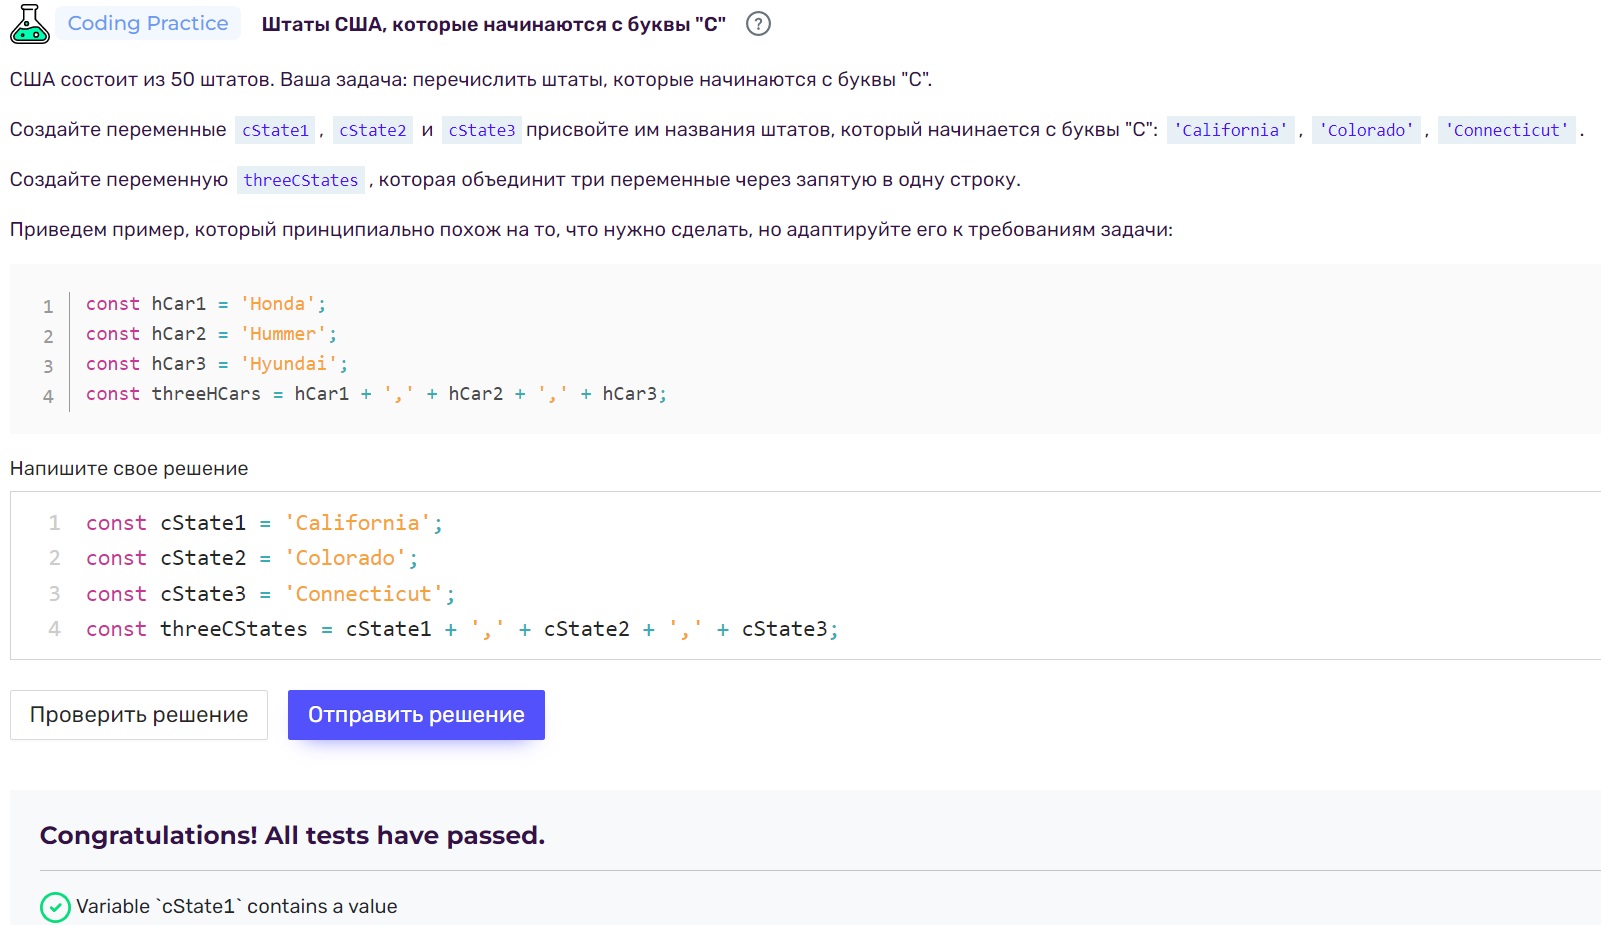 Coding Practice Штаты США, которые начинаются с буквы "С" ?
США состоит из 50 штатов. Ваша задача: перечислить штаты, которые начинаются с буквы "С".
Создайте переменные cState1 , cState2 и cState3 присвойте им названия штатов, который начинается с буквы "С": 'California' , 'Colorado' , 'Connecticut' .
Создайте переменную threeCStates , которая объединит три переменные через запятую в одну строку.
Приведем пример, который принципиально похож на то, что нужно сделать, но адаптируйте его к требованиям задачи:
1 const hCar1 = 'Honda';
2 const hCar2 = 'Hummer';
3 const hCar3 = 'Hyundai';
4 const threeHCars = hCar1 + ',' + hCar2 + ',' + hCar3;
Напишите свое решение
1 const cState1 = 'California';
2 const cState2 = 'Colorado';
3 const cState3 = 'Connecticut';
4 const threeCStates = cState1 + ',' + cState2 + ',' + cState3;
Проверить решение Отправить решение
Congratulations! All tests have passed.
Variable `cState1` contains a value